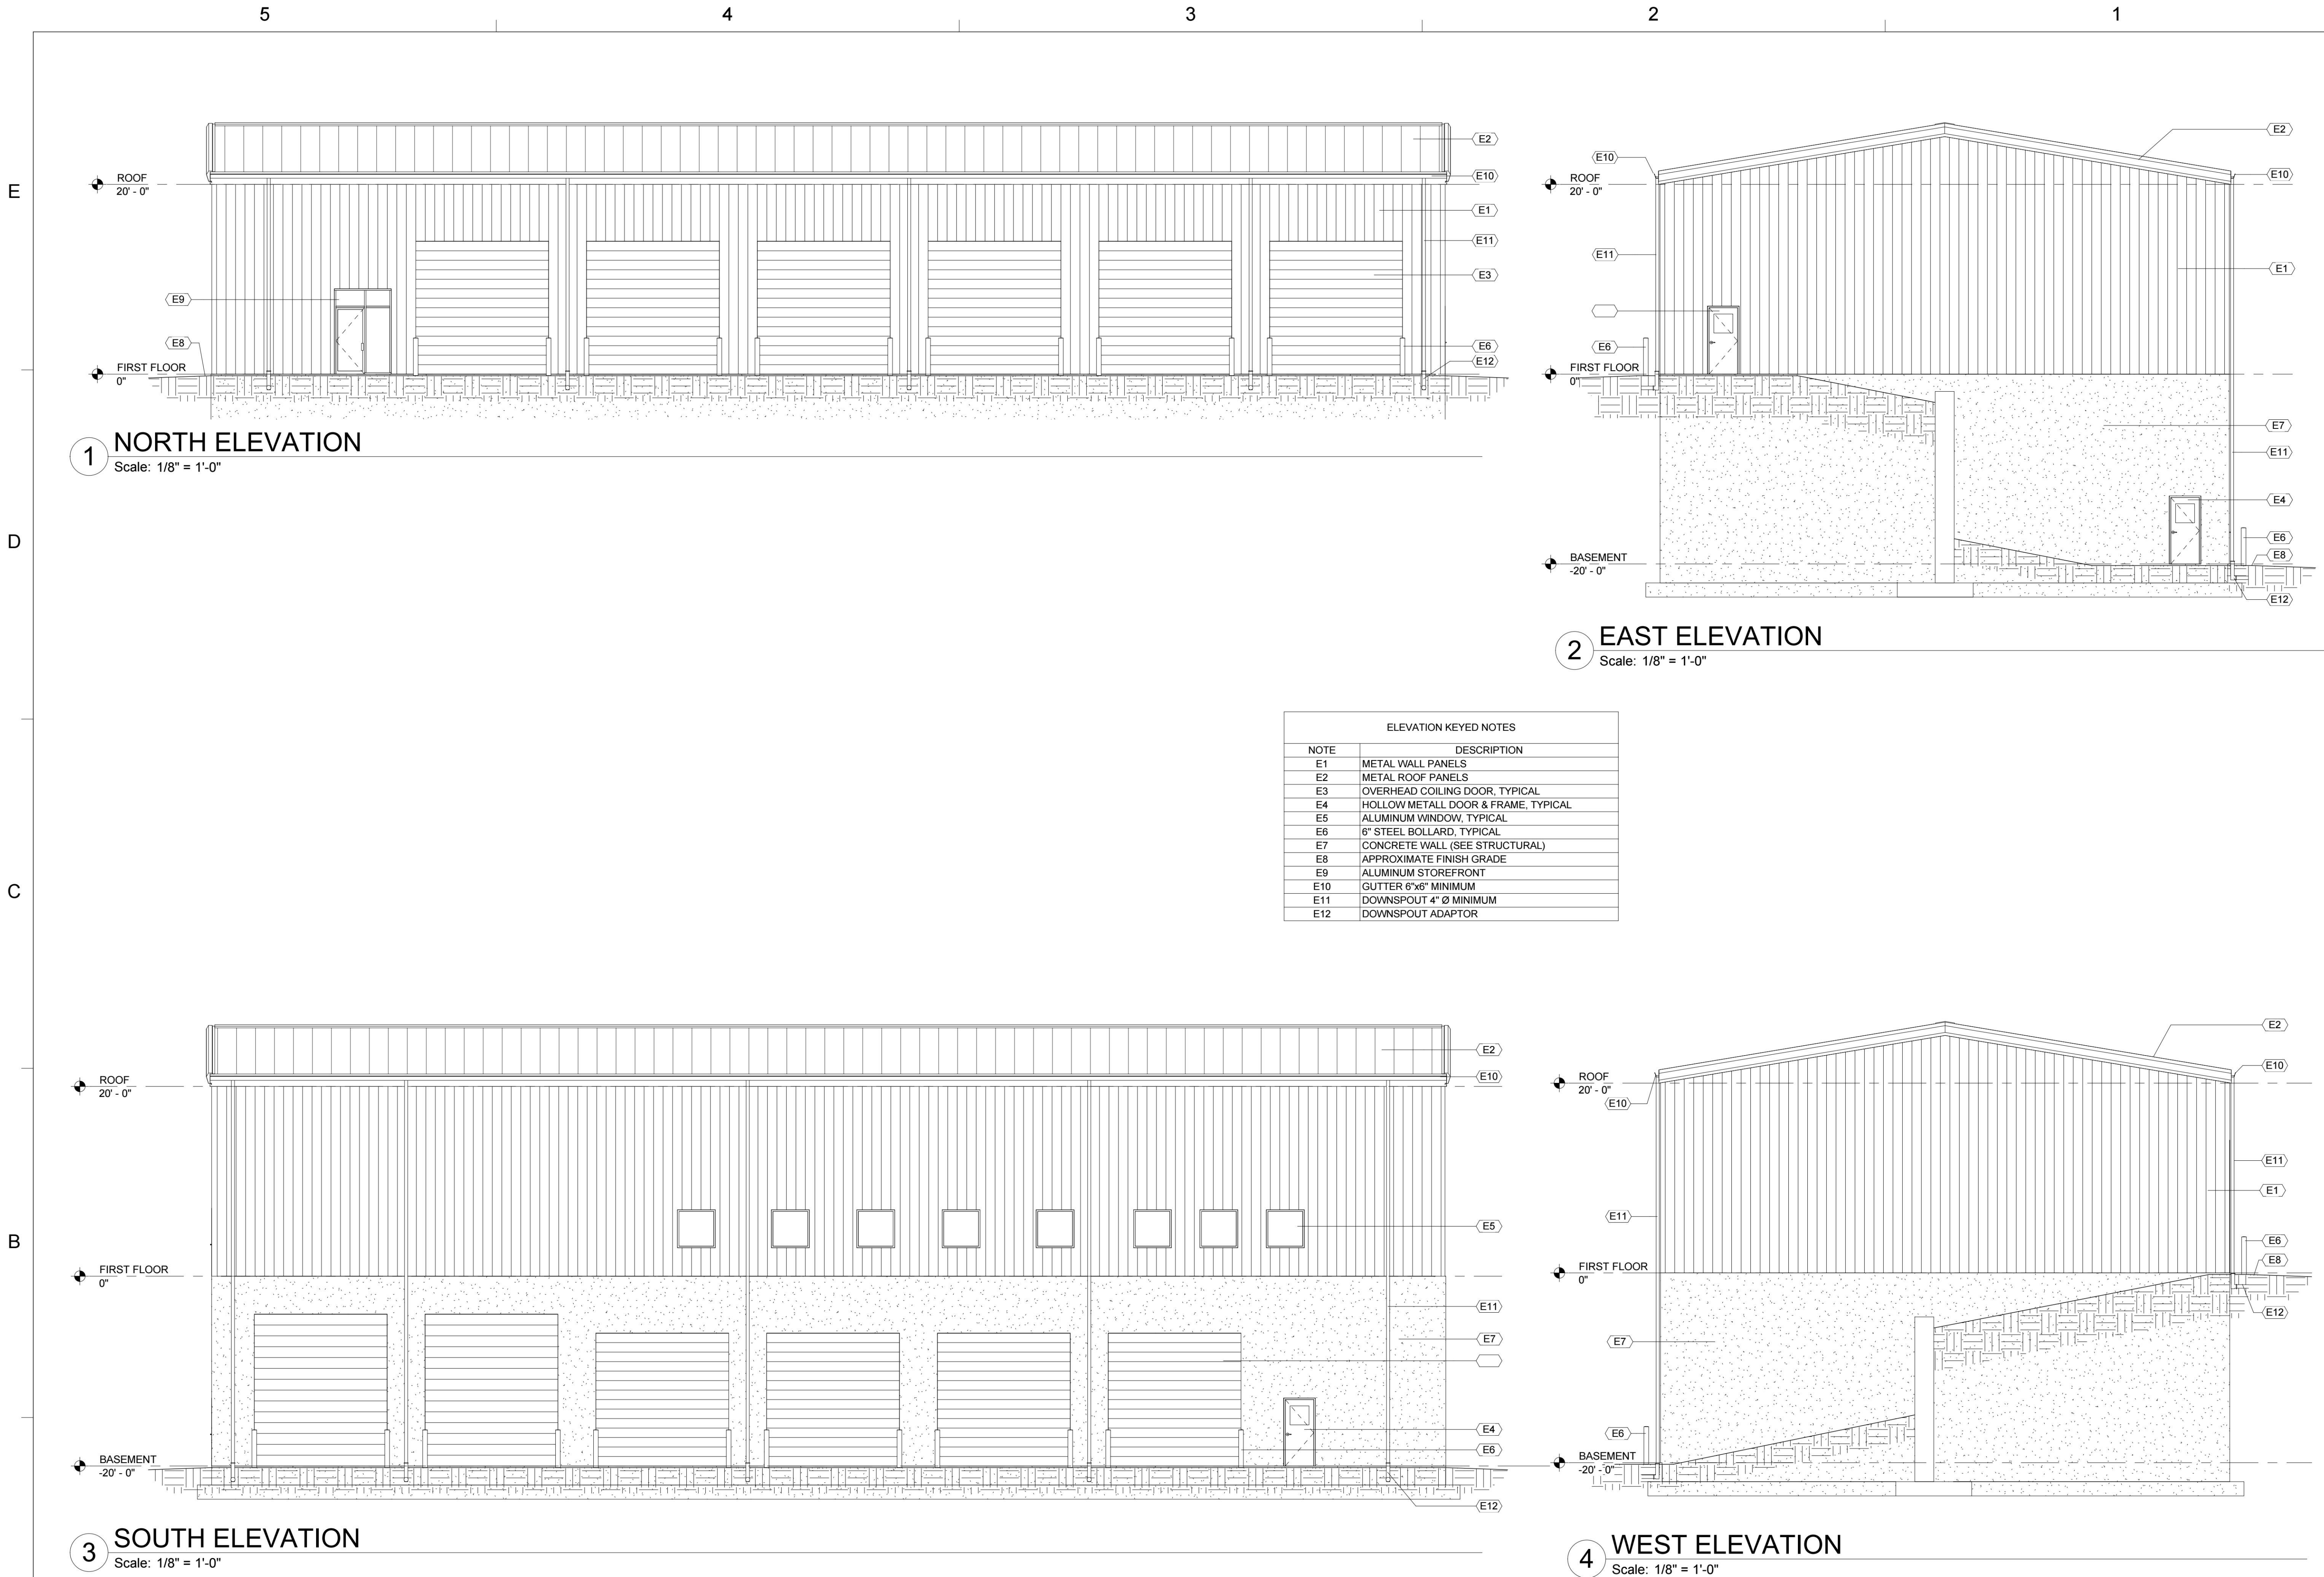 5 4 3 2 1
E
D
C
B
E2
E10
ROOF
20' - 0"
E1
E11
E3
E9
E8
E6
FIRST FLOOR
0"
E12
1 NORTH ELEVATION
Scale: 1/8" = 1'-0"
E2
E10
E10
ROOF
20' - 0"
E11
E1
E6
FIRST FLOOR
0"
E7
E11
E4
E6
BASEMENT
-20' - 0"
E8
E12
2 EAST ELEVATION
Scale: 1/8" = 1'-0"
ELEVATION KEYED NOTES
NOTE DESCRIPTION
E1 METAL WALL PANELS
E2 METAL ROOF PANELS
E3 OVERHEAD COILING DOOR, TYPICAL
E4 HOLLOW METALL DOOR & FRAME, TYPICAL
E5 ALUMINUM WINDOW, TYPICAL
E6 6" STEEL BOLLARD, TYPICAL
E7 CONCRETE WALL (SEE STRUCTURAL)
E8 APPROXIMATE FINISH GRADE
E9 ALUMINUM STOREFRONT
E10 GUTTER 6"x6" MINIMUM
E11 DOWNSPOUT 4" Ø MINIMUM
E12 DOWNSPOUT ADAPTOR
E2
E10
ROOF
20' - 0"
E5
FIRST FLOOR
0"
E11
E7
E4
E6
BASEMENT
-20' - 0"
E12
3 SOUTH ELEVATION
Scale: 1/8" = 1'-0"
E2
E10
ROOF
20' - 0"
E10
E11
E1
E11
E6
E8
FIRST FLOOR
0"
E12
E7
E6
BASEMENT
-20' - 0"
4 WEST ELEVATION
Scale: 1/8" = 1'-0"